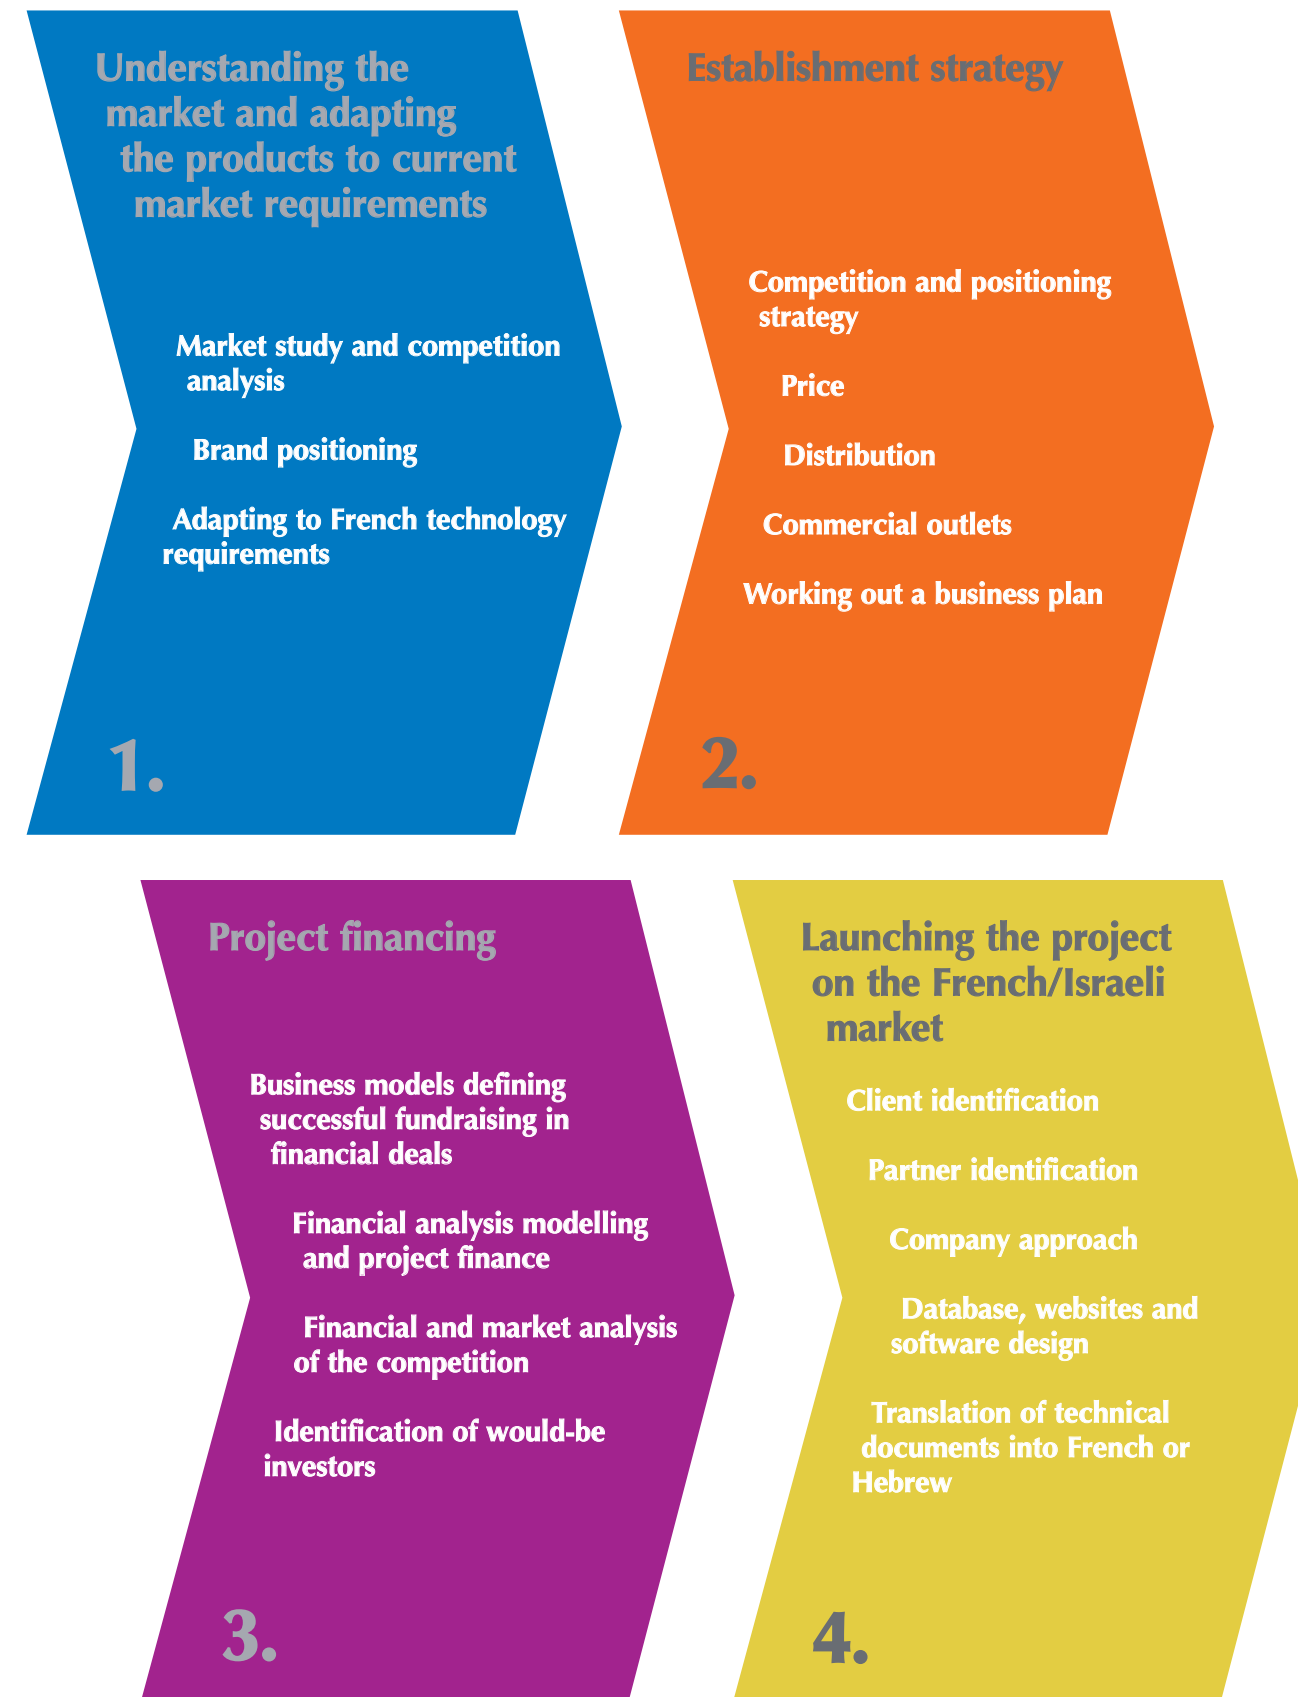 Understanding the
market and adapting
the products to current
market requirements
Market study and competition
analysis
Brand positioning
Adapting to French technology
requirements
1.
Establishment strategy
Competition and positioning
strategy
Price
Distribution
Commercial outlets
Working out a business plan
2.
Project financing
Business models defining
successful fundraising in
financial deals
Financial analysis modelling
and project finance
Financial and market analysis
of the competition
Identification of would-be
investors
3.
Launching the project
on the French/Israeli
market
Client identification
Partner identification
Company approach
Database, websites and
software design
Translation of technical
documents into French or
Hebrew
4.